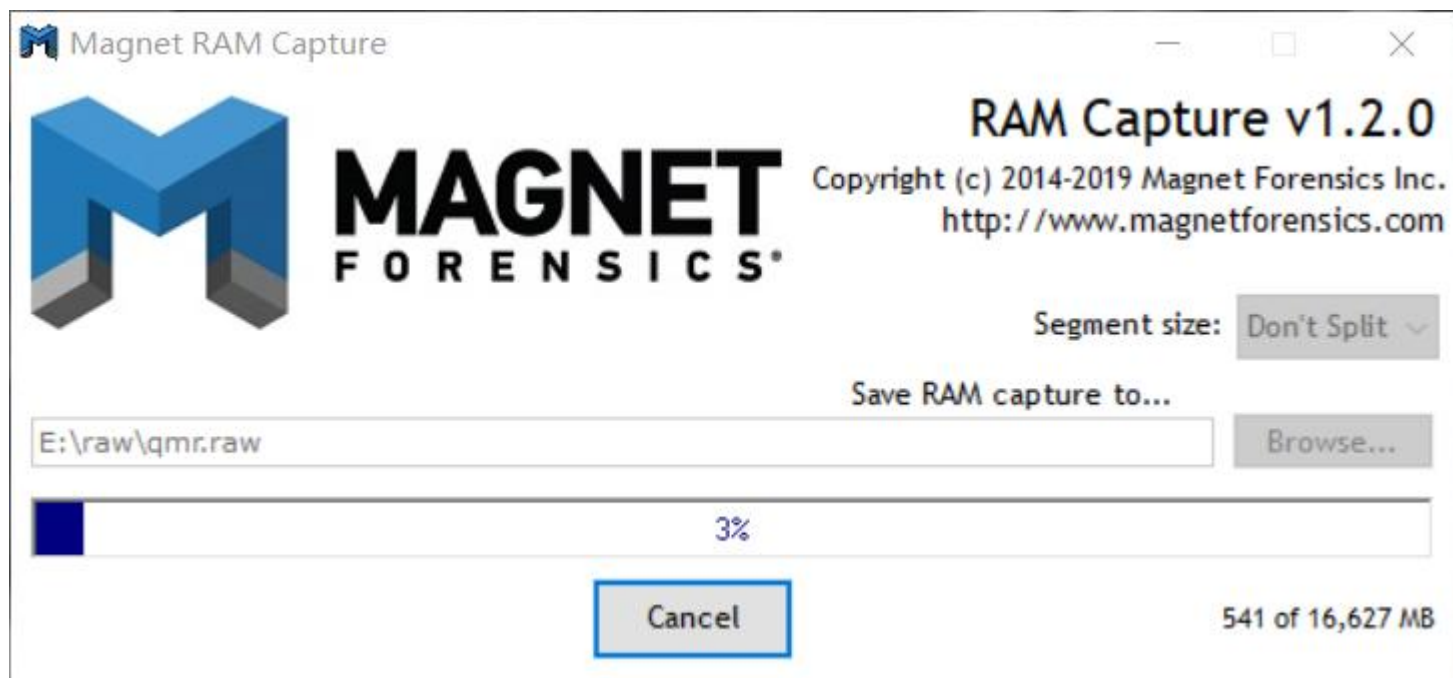 Magnet RAM Capture
RAM Capture v1.2.0
MAGNET
FORENSICS®
Copyright (c) 2014-2019 Magnet Forensics Inc.
http://www.magnetforensics.com
Segment size: Don't Split
Save RAM capture to...
E:\raw\qmr.raw Browse...
3%
Cancel 541 of 16,627 MB